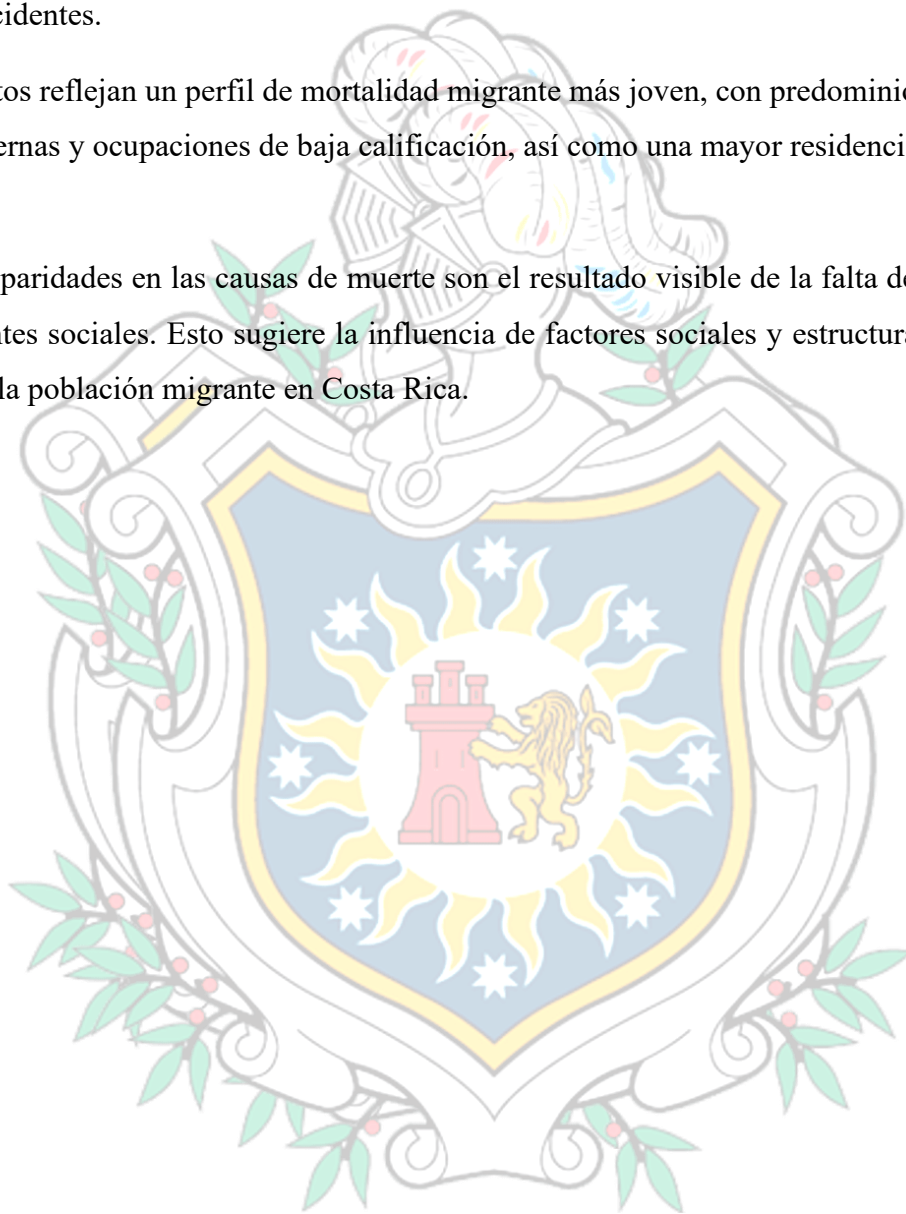 cidentes.
tos reflejan un perfil de mortalidad migrante más joven, con predominio
ernas y ocupaciones de baja calificación, así como una mayor residenci
paridades en las causas de muerte son el resultado visible de la falta de
ntes sociales. Esto sugiere la influencia de factores sociales y estructura
la población migrante en Costa Rica.